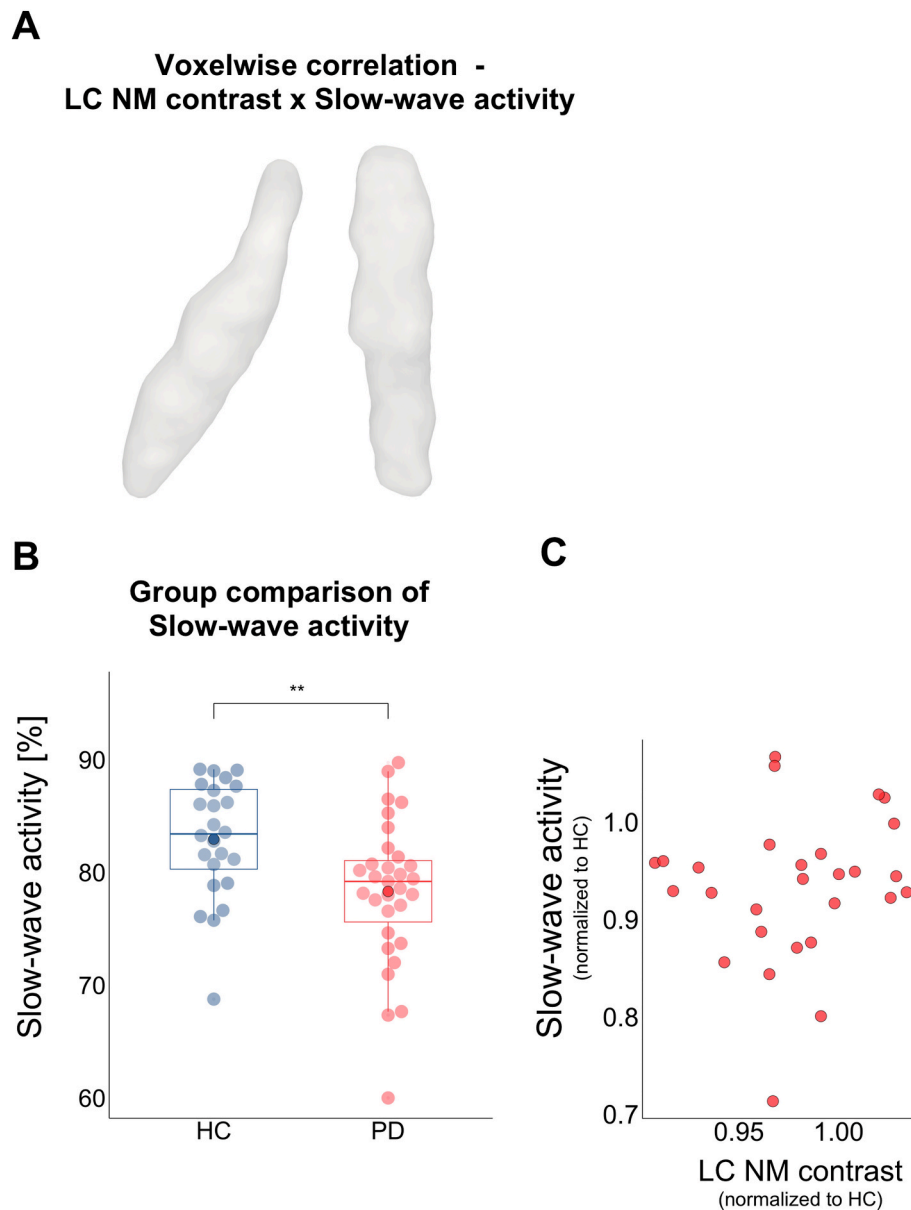 A
Voxelwise correlation -
LC NM contrast x Slow-wave activity
B
Group comparison of
Slow-wave activity
**
Slow-wave activity [%]
90
80
70
60
HC
PD
C
Slow-wave activity
(normalized to HC)
1.0
0.9
0.8
0.7
0.95
1.00
LC NM contrast
(normalized to HC)